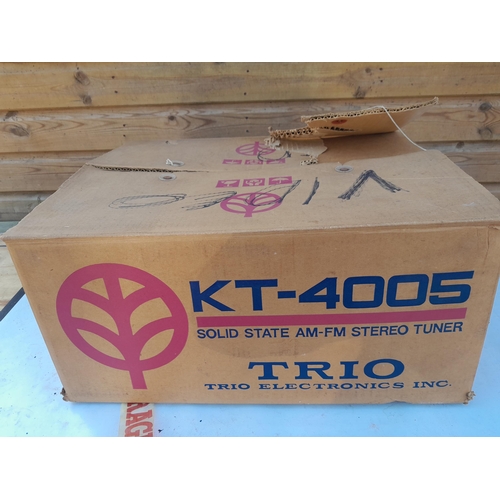 KT-4005
SOLID STATE AM-FM STEREO TUNER
TRIO
TRIO ELECTRONICS INC.